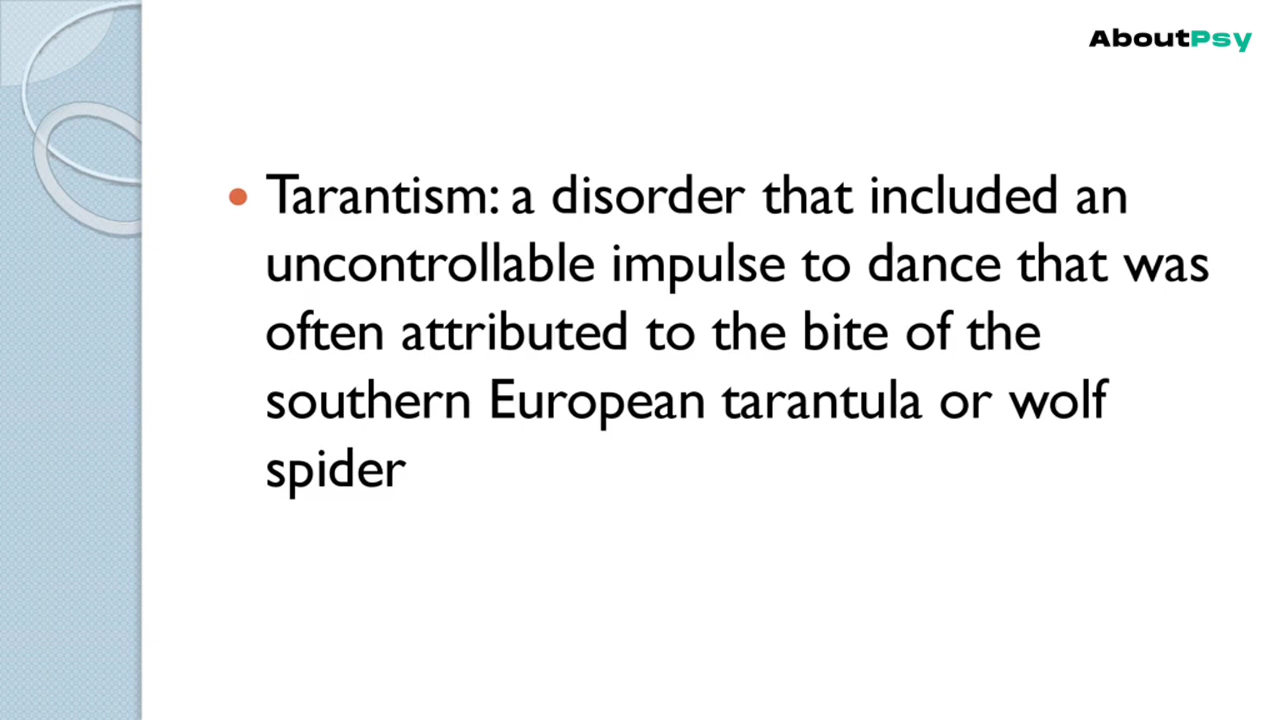 AboutPsy
• Tarantism: a disorder that included an
uncontrollable impulse to dance that was
often attributed to the bite of the
southern European tarantula or wolf
spider